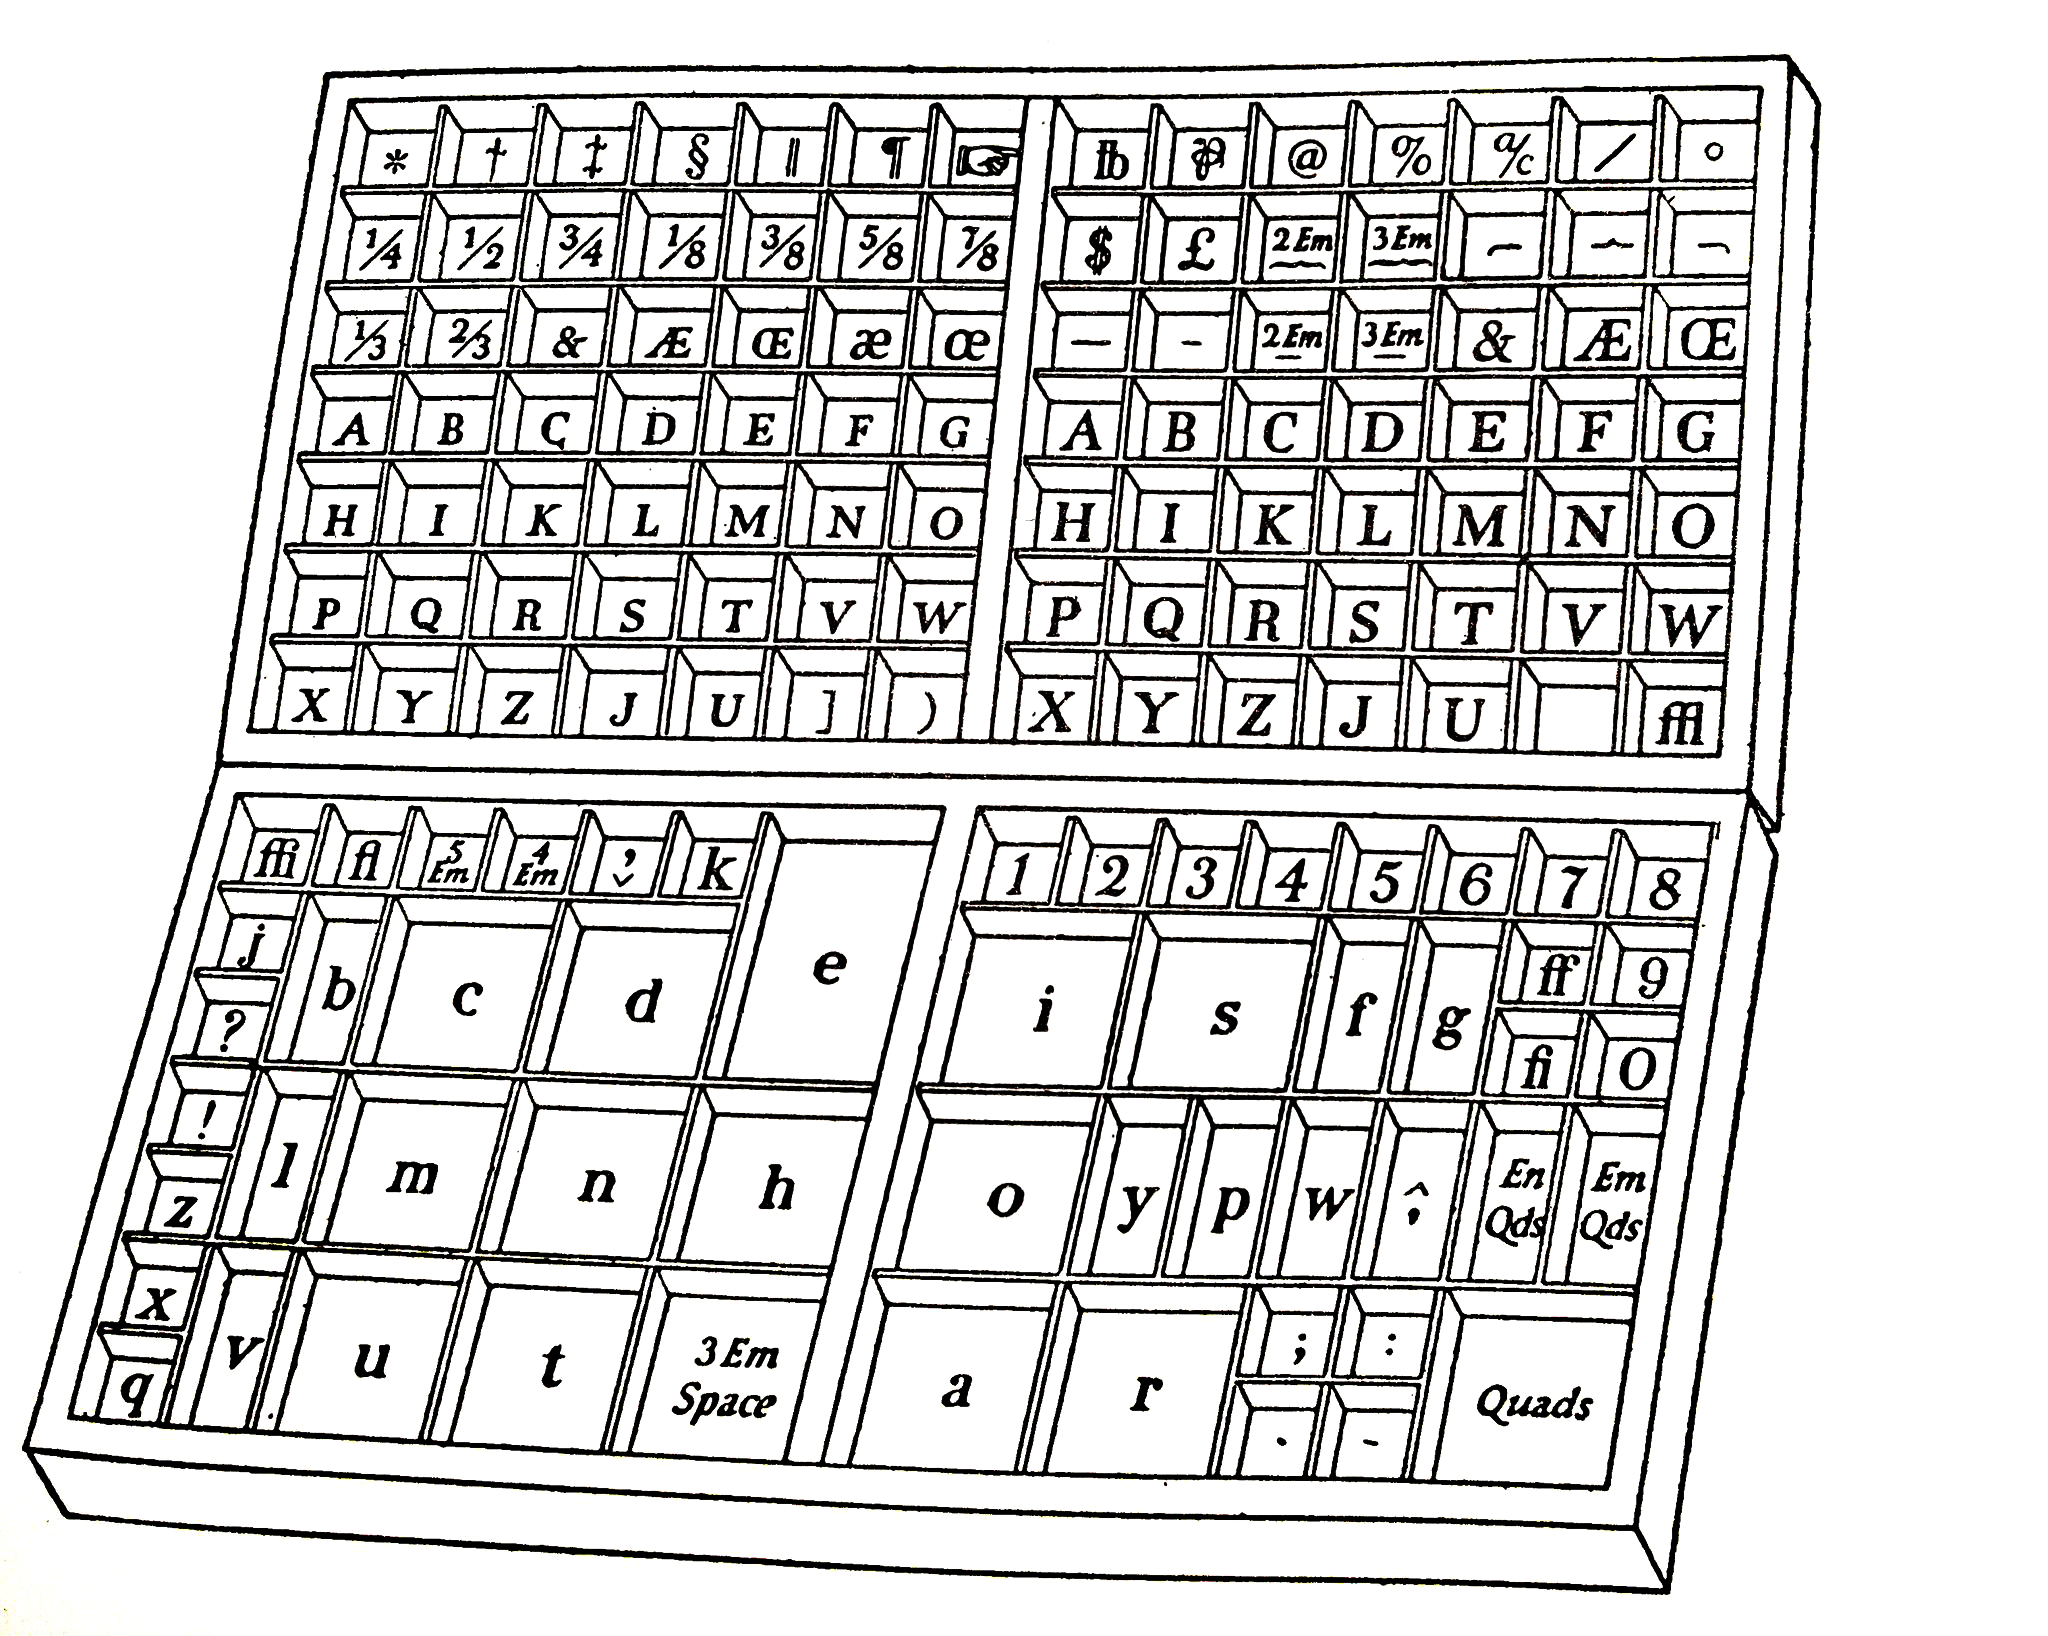 * † ‡ § ‖ ¶ ☞ ℔ ⅌ @ % a/c / °
1/4 1/2 3/4 1/8 3/8 5/8 7/8 $ £ 2 Em 3 Em
1/3 2/3 & Æ Œ æ œ — - 2 Em 3 Em & Æ Œ
A B C D E F G A B C D E F G
H I K L M N O H I K L M N O
P Q R S T V W P Q R S T V W
X Y Z J U ] ) X Y Z J U ffl
ffi fl 5 Em 4 Em ’ k 1 2 3 4 5 6 7 8
j b c d e i s f g ff 9
? fi 0
! l m n h o y p w , En Qds Em Qds
z
x v u t 3 Em Space a r ; : Quads
q . -